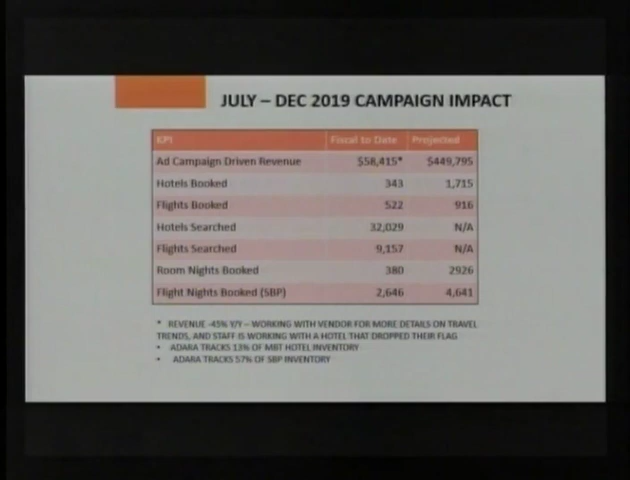 JULY – DEC 2019 CAMPAIGN IMPACT
KPI Fiscal to Date Projected
Ad Campaign Driven Revenue $58,415* $449,795
Hotels Booked 343 1,715
Flights Booked 522 916
Hotels Searched 32,029 N/A
Flights Searched 9,157 N/A
Room Nights Booked 380 2926
Flight Nights Booked (SBP) 2,646 4,641
* REVENUE -45% Y/Y – WORKING WITH VENDOR FOR MORE DETAILS ON TRAVEL
TRENDS, AND STAFF IS WORKING WITH A HOTEL THAT DROPPED THEIR FLAG
• ADARA TRACKS 13% OF MBT HOTEL INVENTORY
• ADARA TRACKS 57% OF SBP INVENTORY